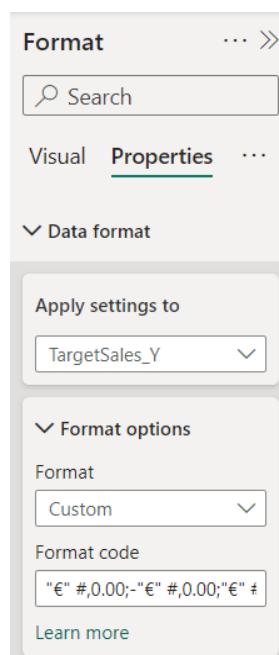 Format
Search
Visual Properties
Data format
Apply settings to
TargetSales_Y
Format options
Format
Custom
Format code
"€" #,0.00;-"€" #,0.00;"€" #
Learn more